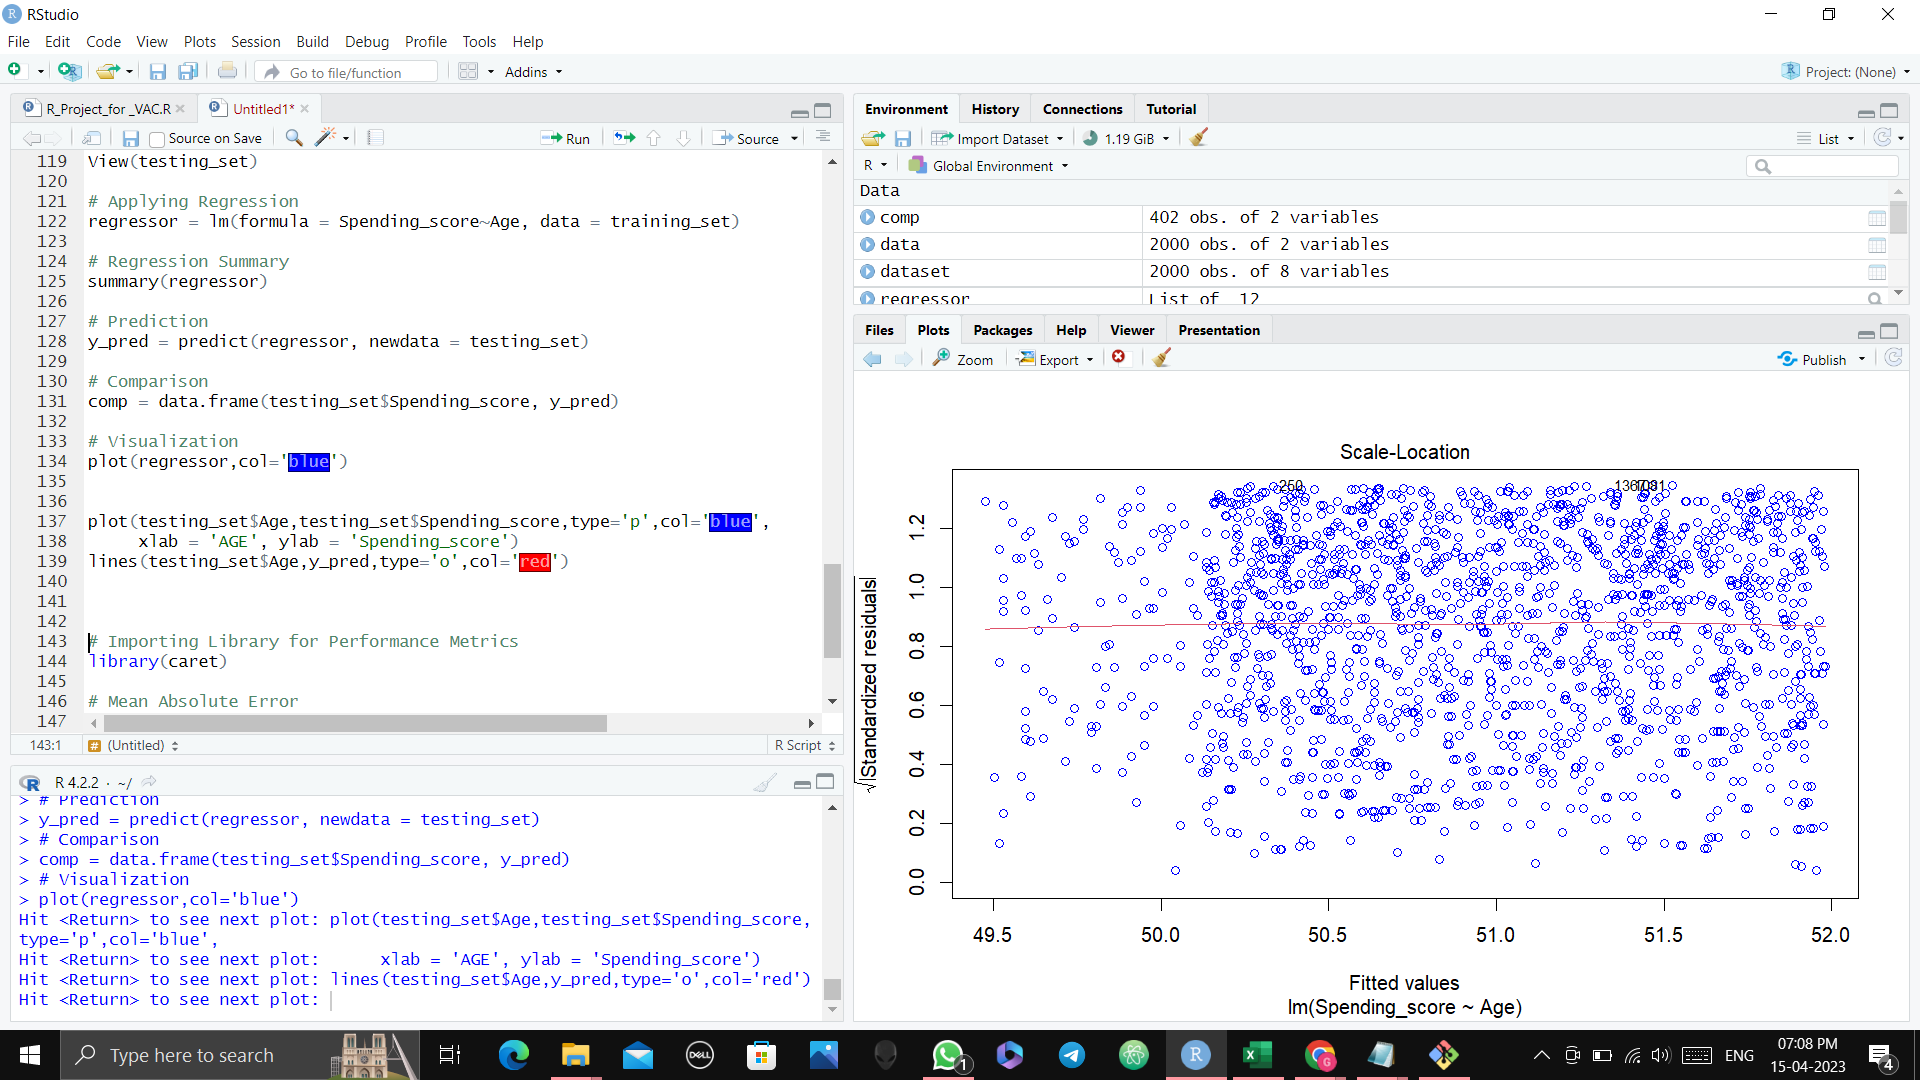 RStudio
File Edit Code View Plots Session Build Debug Profile Tools Help
Go to file/function Addins Project: (None)
R_Project_for _VAC.R Untitled1*
Source on Save Run Source
119 View(testing_set)
120
121 # Applying Regression
122 regressor = lm(formula = Spending_score~Age, data = training_set)
123
124 # Regression Summary
125 summary(regressor)
126
127 # Prediction
128 y_pred = predict(regressor, newdata = testing_set)
129
130 # Comparison
131 comp = data.frame(testing_set$Spending_score, y_pred)
132
133 # Visualization
134 plot(regressor,col='blue')
135
136
137 plot(testing_set$Age,testing_set$Spending_score,type='p',col='blue',
138 xlab = 'AGE', ylab = 'Spending_score')
139 lines(testing_set$Age,y_pred,type='o',col='red')
140
141
142
143 # Importing Library for Performance Metrics
144 library(caret)
145
146 # Mean Absolute Error
147
143:1 # (Untitled) R Script
R 4.2.2 · ~/
> # Prediction
> y_pred = predict(regressor, newdata = testing_set)
> # Comparison
> comp = data.frame(testing_set$Spending_score, y_pred)
> # Visualization
> plot(regressor,col='blue')
Hit <Return> to see next plot: plot(testing_set$Age,testing_set$Spending_score,
type='p',col='blue',
Hit <Return> to see next plot: xlab = 'AGE', ylab = 'Spending_score')
Hit <Return> to see next plot: lines(testing_set$Age,y_pred,type='o',col='red')
Hit <Return> to see next plot:
Environment History Connections Tutorial
Import Dataset 1.19 GiB List
R Global Environment
Data
comp 402 obs. of 2 variables
data 2000 obs. of 2 variables
dataset 2000 obs. of 8 variables
regressor List of 12
Files Plots Packages Help Viewer Presentation
Zoom Export Publish
Scale-Location
250
√|Standardized residuals|
1.2
1.0
0.8
0.6
0.4
0.2
0.0
49.5 50.0 50.5 51.0 51.5 52.0
Fitted values
lm(Spending_score ~ Age)
Type here to search DELL 1 R G ENG 07:08 PM
15-04-2023 4